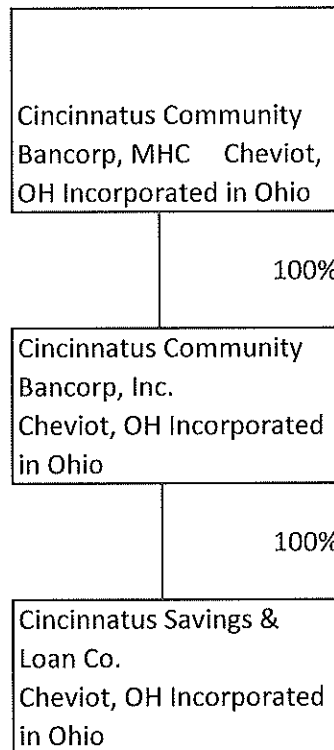 Cincinnatus Community
Bancorp, MHC Cheviot,
OH Incorporated in Ohio
100%
Cincinnatus Community
Bancorp, Inc.
Cheviot, OH Incorporated
in Ohio
100%
Cincinnatus Savings &
Loan Co.
Cheviot, OH Incorporated
in Ohio